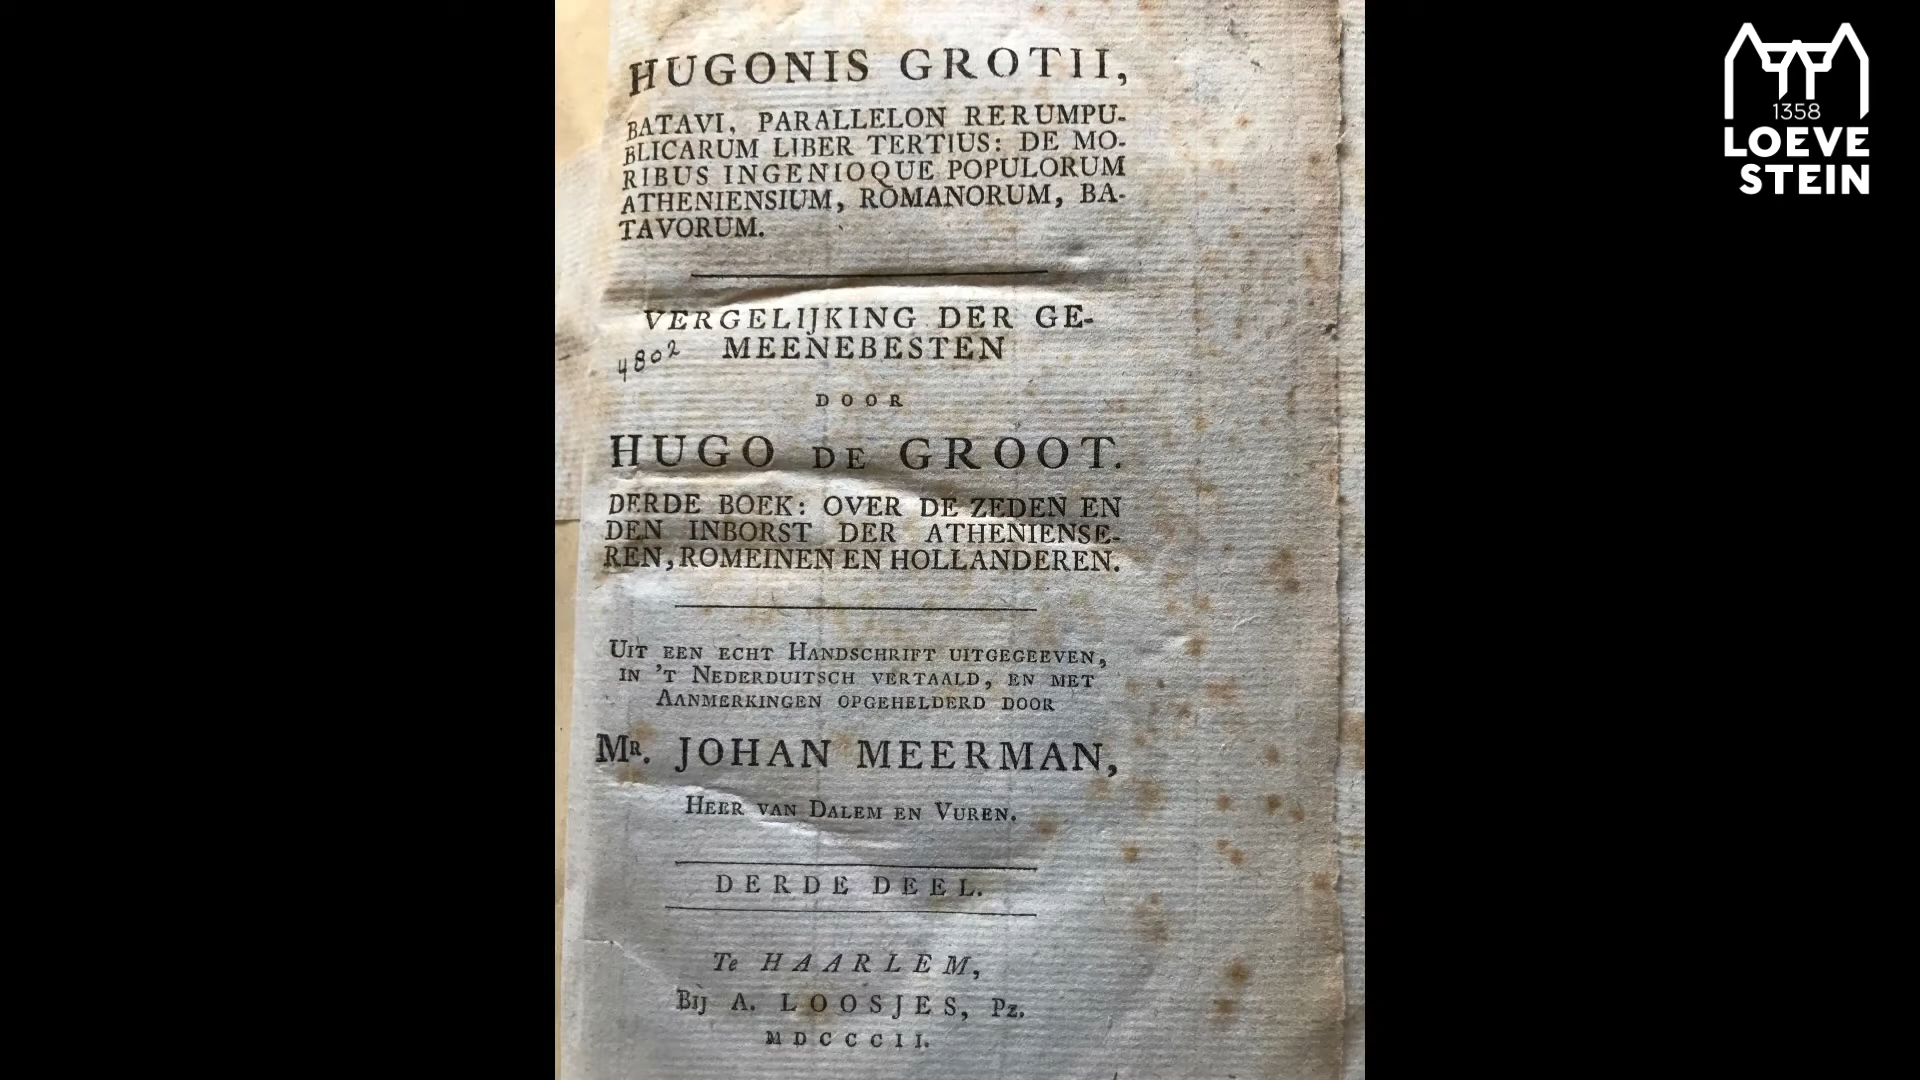 HUGONIS GROTII,
BATAVI, PARALLELON RERUMPU-
BLICARUM LIBER TERTIUS: DE MO-
RIBUS INGENIOQUE POPULORUM
ATHENIENSIUM, ROMANORUM, BA-
TAVORUM.
VERGELIJKING DER GE-
MEENEBESTEN
4802
DOOR
HUGO DE GROOT.
DERDE BOEK: OVER DE ZEDEN EN
DEN INBORST DER ATHENIENSE-
REN, ROMEINEN EN HOLLANDEREN.
UIT EEN ECHT HANDSCHRIFT UITGEGEEVEN,
IN 'T NEDERDUITSCH VERTAALD, EN MET
AANMERKINGEN OPGEHELDERD DOOR
MR. JOHAN MEERMAN,
HEER VAN DALEM EN VUREN.
DERDE DEEL.
Te HAARLEM,
Bij A. LOOSJES, Pz.
MDCCCII.
1358
LOEVE
STEIN